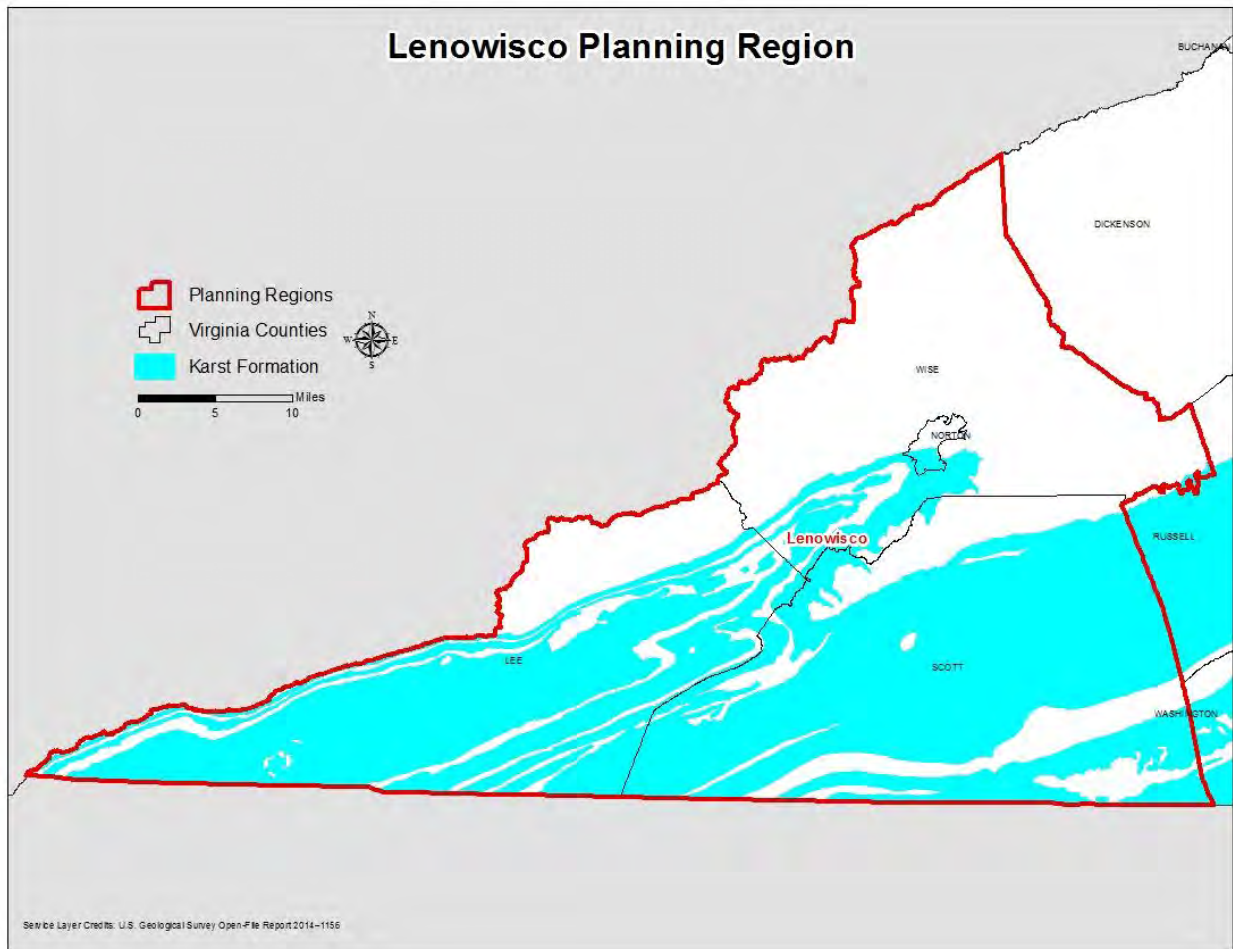 Lenowisco Planning Region
BUCHANAN
DICKENSON
Planning Regions
Virginia Counties
Karst Formation
N
W E
S
Miles
0 5 10
WISE
NORTON
Lenowisco
RUSSELL
LEE
SCOTT
WASHINGTON
Service Layer Credits: U.S. Geological Survey Open-File Report 2014-1156